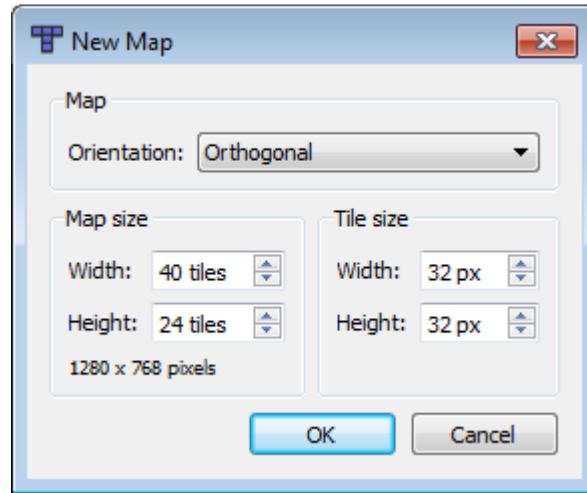 New Map
Map
Orientation: Orthogonal
Map size
Width: 40 tiles
Height: 24 tiles
1280 x 768 pixels
Tile size
Width: 32 px
Height: 32 px
OK
Cancel